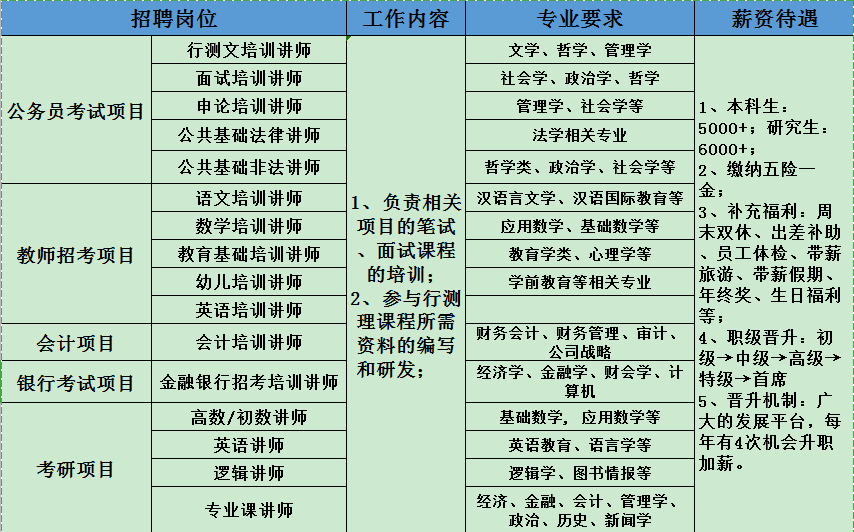 招聘岗位 工作内容 专业要求 薪资待遇
公务员考试项目
行测文培训讲师
文学、哲学、管理学
面试培训讲师
社会学、政治学、哲学
申论培训讲师
管理学、社会学等
公共基础法律讲师
法学相关专业
公共基础非法讲师
哲学类、政治学、社会学等
教师招考项目
语文培训讲师
汉语言文学、汉语国际教育等
数学培训讲师
应用数学、基础数学等
教育基础培训讲师
教育学类、心理学等
幼儿培训讲师
学前教育等相关专业
英语培训讲师
会计项目
会计培训讲师
财务会计、财务管理、审计、
公司战略
银行考试项目
金融银行招考培训讲师
经济学、金融学、财会学、计
算机
考研项目
高数/初数讲师
基础数学, 应用数学等
英语讲师
英语教育、语言学等
逻辑讲师
逻辑学、图书情报等
专业课讲师
经济、金融、会计、管理学、
政治、历史、新闻学
1、负责相关
项目的笔试
、面试课程
的培训；
2、参与行测
理课程所需
资料的编写
和研发；
1、本科生：
5000+；研究生：
6000+；
2、缴纳五险一
金；
3、补充福利：周
末双休、出差补助
、员工体检、带薪
旅游、带薪假期、
年终奖、生日福利
等；
4、职级晋升：初
级→中级→高级→
特级→首席
5、晋升机制：广
大的发展平台，每
年有4次机会升职
加薪。